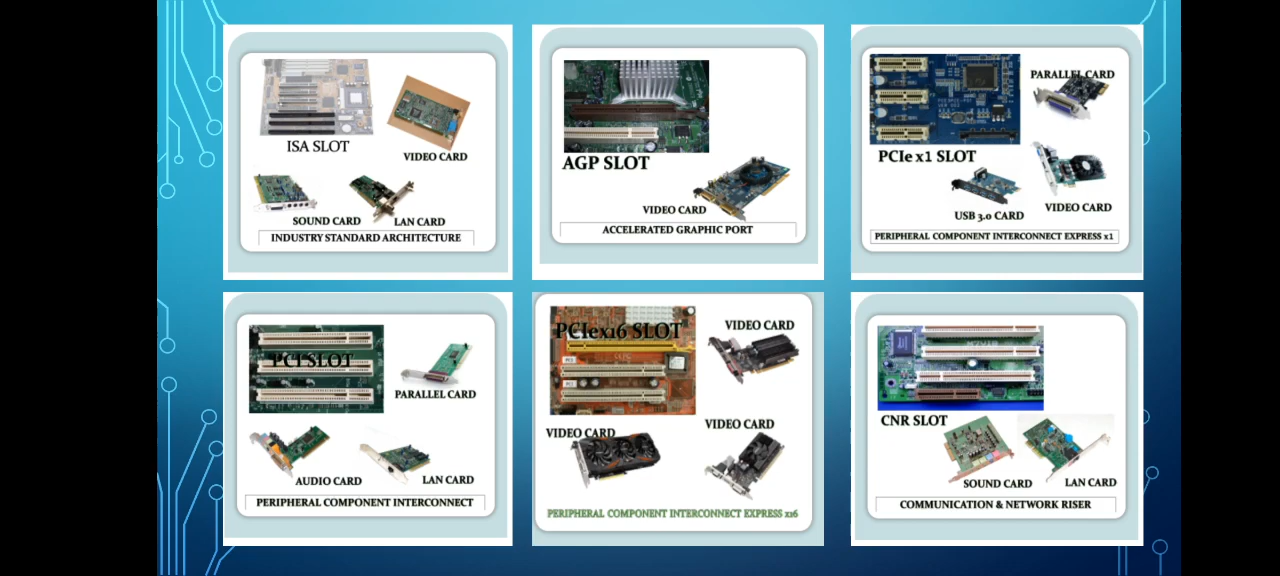 ISA SLOT
VIDEO CARD
SOUND CARD
LAN CARD
INDUSTRY STANDARD ARCHITECTURE
AGP SLOT
VIDEO CARD
ACCELERATED GRAPHIC PORT
PARALLEL CARD
PCIe x1 SLOT
USB 3.0 CARD
VIDEO CARD
PERIPHERAL COMPONENT INTERCONNECT EXPRESS x1
PCI SLOT
PARALLEL CARD
AUDIO CARD
LAN CARD
PERIPHERAL COMPONENT INTERCONNECT
PCIex16 SLOT
VIDEO CARD
VIDEO CARD
VIDEO CARD
PERIPHERAL COMPONENT INTERCONNECT EXPRESS x16
CNR SLOT
SOUND CARD
LAN CARD
COMMUNICATION & NETWORK RISER